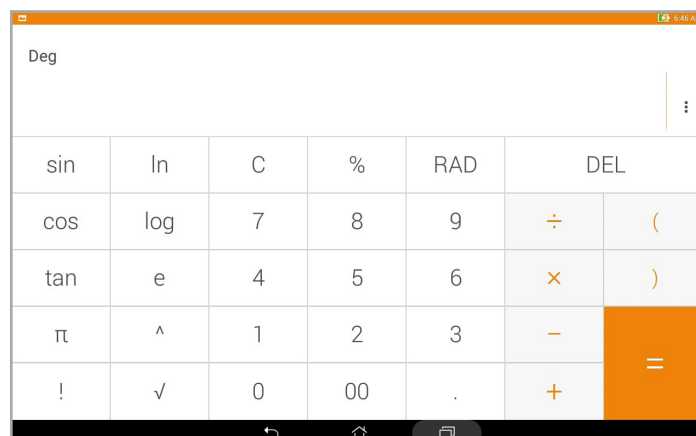 6:46 A
Deg
sin ln C % RAD DEL
cos log 7 8 9 ÷ (
tan e 4 5 6 × )
π ^ 1 2 3 − =
! √ 0 00 . +